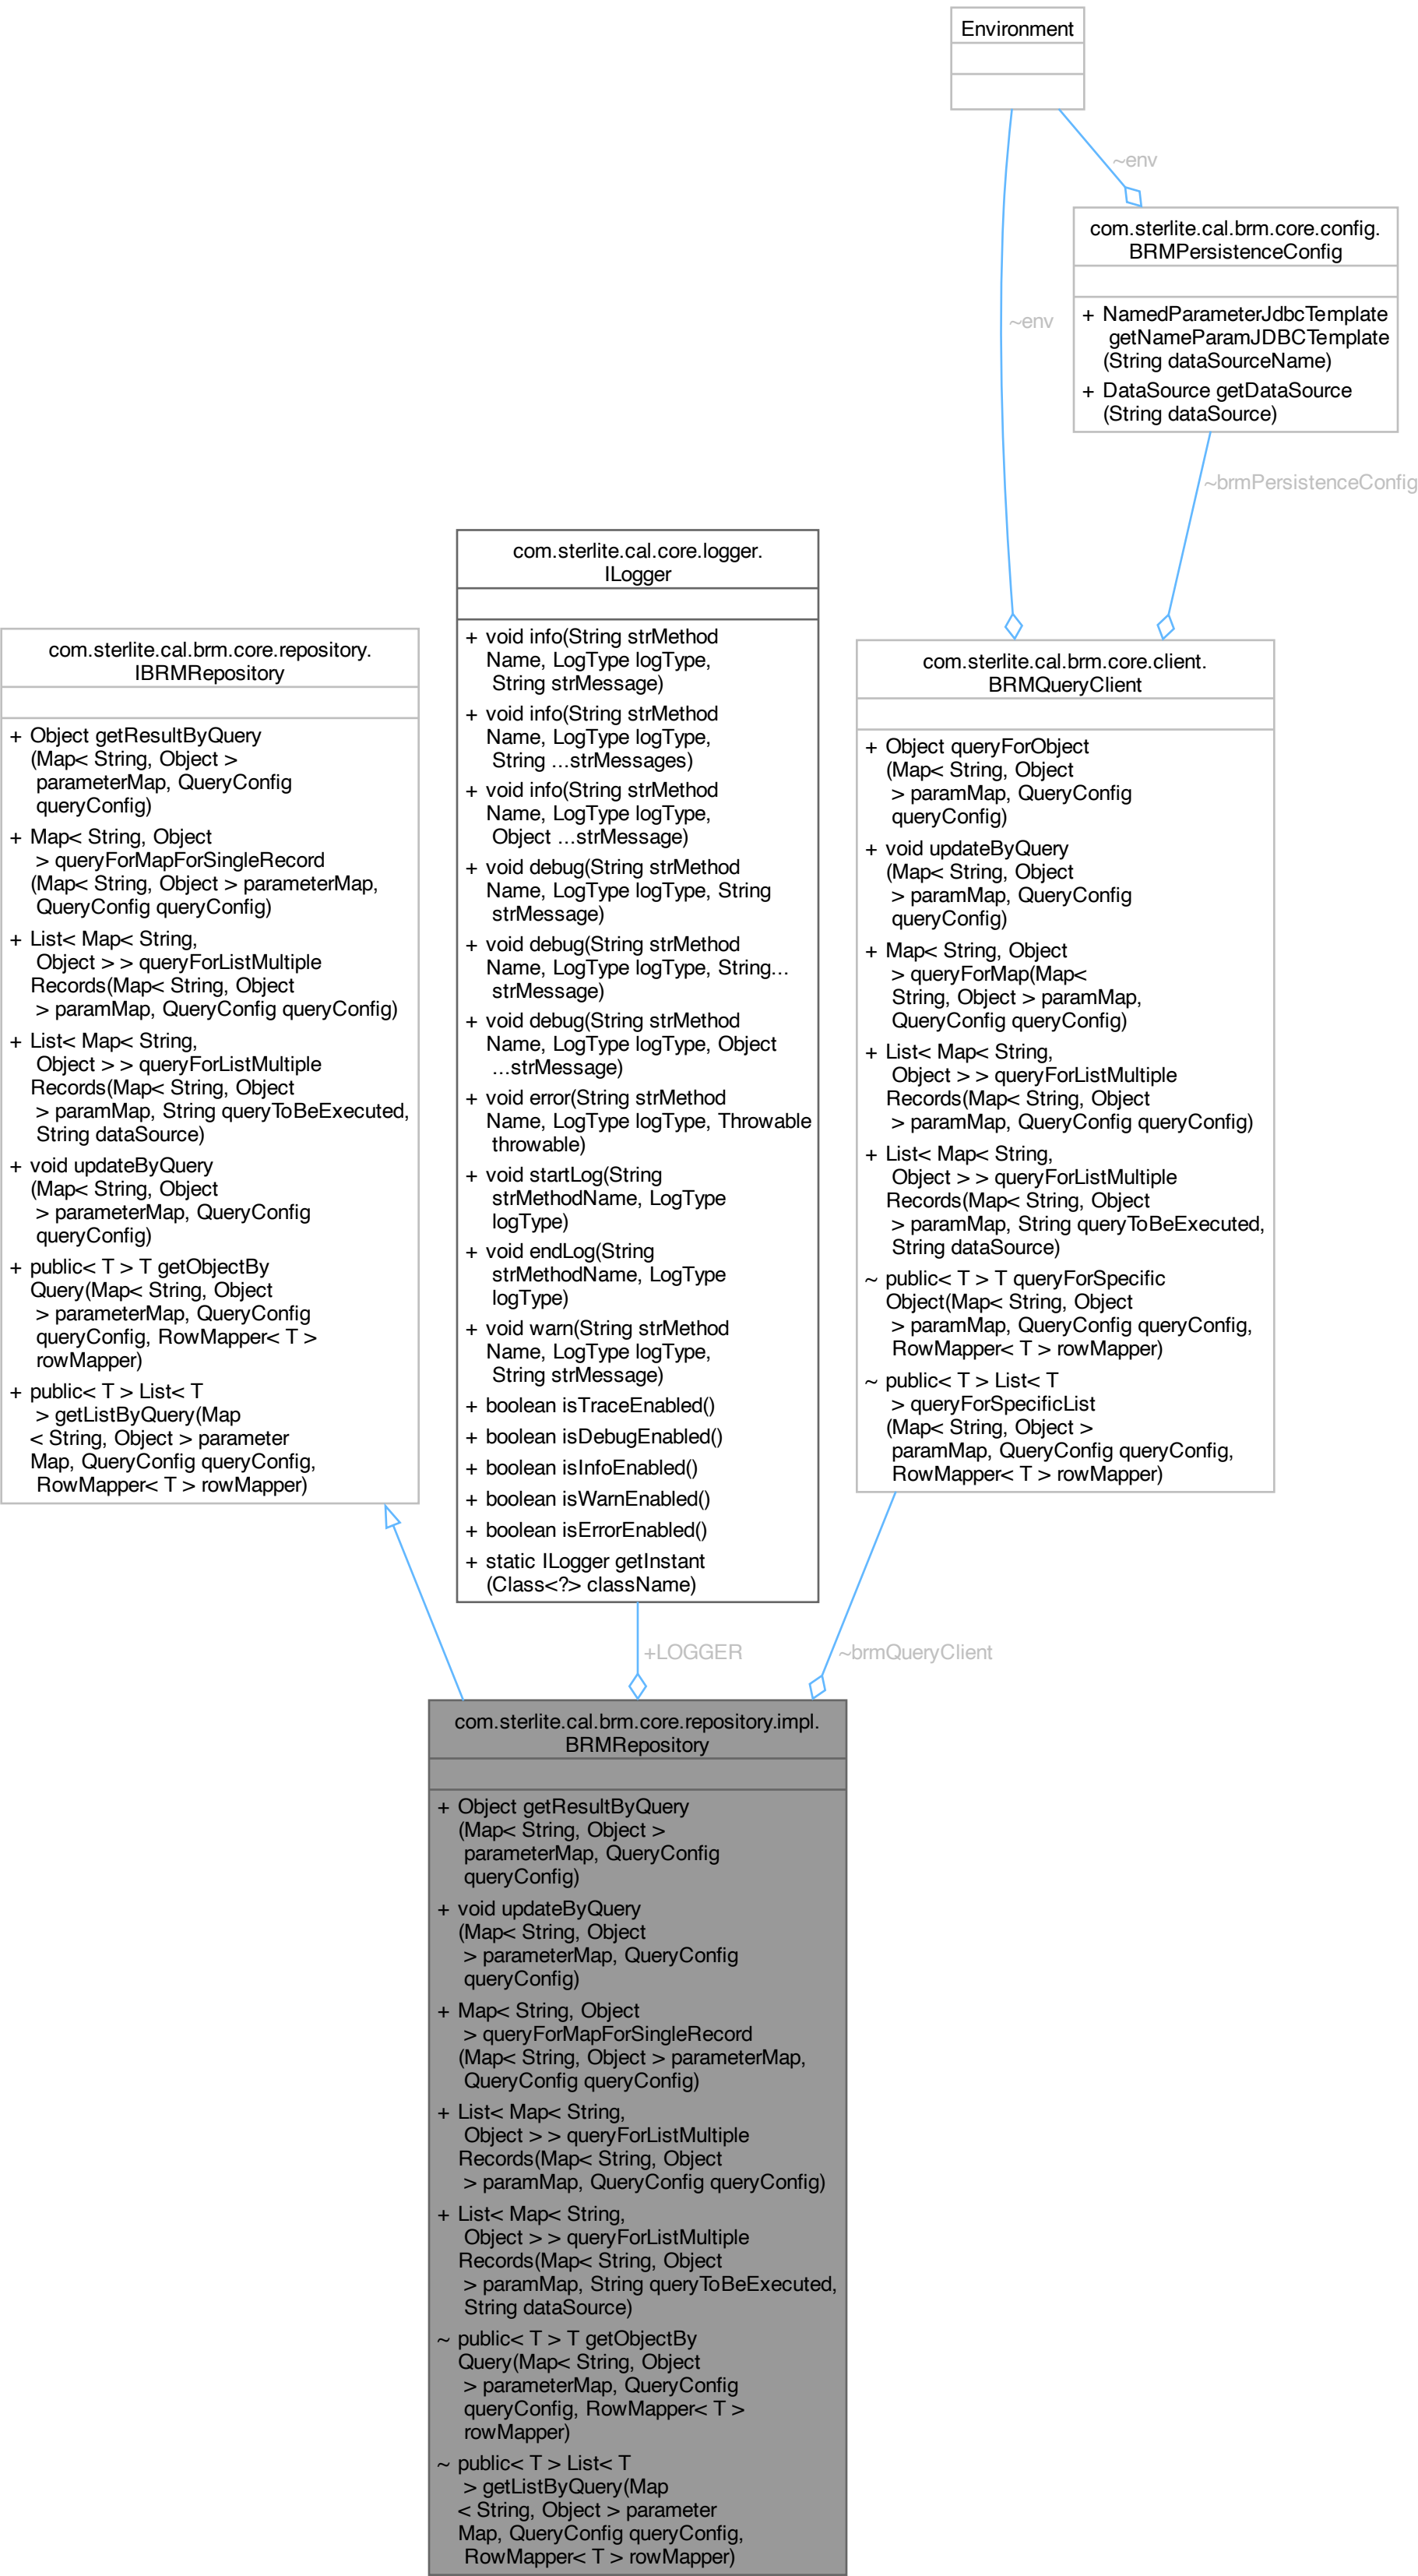 Environment
~env
com.sterlite.cal.brm.core.config.
BRMPersistenceConfig
+ NamedParameterJdbcTemplate
getNameParamJDBCTemplate
(String dataSourceName)
+ DataSource getDataSource
(String dataSource)
~env
~brmPersistenceConfig
com.sterlite.cal.core.logger.
ILogger
+ void info(String strMethod
Name, LogType logType,
String strMessage)
+ void info(String strMethod
Name, LogType logType,
String ...strMessages)
+ void info(String strMethod
Name, LogType logType,
Object ...strMessage)
+ void debug(String strMethod
Name, LogType logType, String
strMessage)
+ void debug(String strMethod
Name, LogType logType, String...
strMessage)
+ void debug(String strMethod
Name, LogType logType, Object
...strMessage)
+ void error(String strMethod
Name, LogType logType, Throwable
throwable)
+ void startLog(String
strMethodName, LogType
logType)
+ void endLog(String
strMethodName, LogType
logType)
+ void warn(String strMethod
Name, LogType logType,
String strMessage)
+ boolean isTraceEnabled()
+ boolean isDebugEnabled()
+ boolean isInfoEnabled()
+ boolean isWarnEnabled()
+ boolean isErrorEnabled()
+ static ILogger getInstant
(Class<?> className)
com.sterlite.cal.brm.core.repository.
IBRMRepository
+ Object getResultByQuery
(Map< String, Object >
parameterMap, QueryConfig
queryConfig)
+ Map< String, Object
> queryForMapForSingleRecord
(Map< String, Object > parameterMap,
QueryConfig queryConfig)
+ List< Map< String,
Object > > queryForListMultiple
Records(Map< String, Object
> paramMap, QueryConfig queryConfig)
+ List< Map< String,
Object > > queryForListMultiple
Records(Map< String, Object
> paramMap, String queryToBeExecuted,
String dataSource)
+ void updateByQuery
(Map< String, Object
> parameterMap, QueryConfig
queryConfig)
+ public< T > T getObjectBy
Query(Map< String, Object
> parameterMap, QueryConfig
queryConfig, RowMapper< T >
rowMapper)
+ public< T > List< T
> getListByQuery(Map
< String, Object > parameter
Map, QueryConfig queryConfig,
RowMapper< T > rowMapper)
com.sterlite.cal.brm.core.client.
BRMQueryClient
+ Object queryForObject
(Map< String, Object
> paramMap, QueryConfig
queryConfig)
+ void updateByQuery
(Map< String, Object
> paramMap, QueryConfig
queryConfig)
+ Map< String, Object
> queryForMap(Map<
String, Object > paramMap,
QueryConfig queryConfig)
+ List< Map< String,
Object > > queryForListMultiple
Records(Map< String, Object
> paramMap, QueryConfig queryConfig)
+ List< Map< String,
Object > > queryForListMultiple
Records(Map< String, Object
> paramMap, String queryToBeExecuted,
String dataSource)
~ public< T > T queryForSpecific
Object(Map< String, Object
> paramMap, QueryConfig queryConfig,
RowMapper< T > rowMapper)
~ public< T > List< T
> queryForSpecificList
(Map< String, Object >
paramMap, QueryConfig queryConfig,
RowMapper< T > rowMapper)
+LOGGER
~brmQueryClient
com.sterlite.cal.brm.core.repository.impl.
BRMRepository
+ Object getResultByQuery
(Map< String, Object >
parameterMap, QueryConfig
queryConfig)
+ void updateByQuery
(Map< String, Object
> parameterMap, QueryConfig
queryConfig)
+ Map< String, Object
> queryForMapForSingleRecord
(Map< String, Object > parameterMap,
QueryConfig queryConfig)
+ List< Map< String,
Object > > queryForListMultiple
Records(Map< String, Object
> paramMap, QueryConfig queryConfig)
+ List< Map< String,
Object > > queryForListMultiple
Records(Map< String, Object
> paramMap, String queryToBeExecuted,
String dataSource)
~ public< T > T getObjectBy
Query(Map< String, Object
> parameterMap, QueryConfig
queryConfig, RowMapper< T >
rowMapper)
~ public< T > List< T
> getListByQuery(Map
< String, Object > parameter
Map, QueryConfig queryConfig,
RowMapper< T > rowMapper)